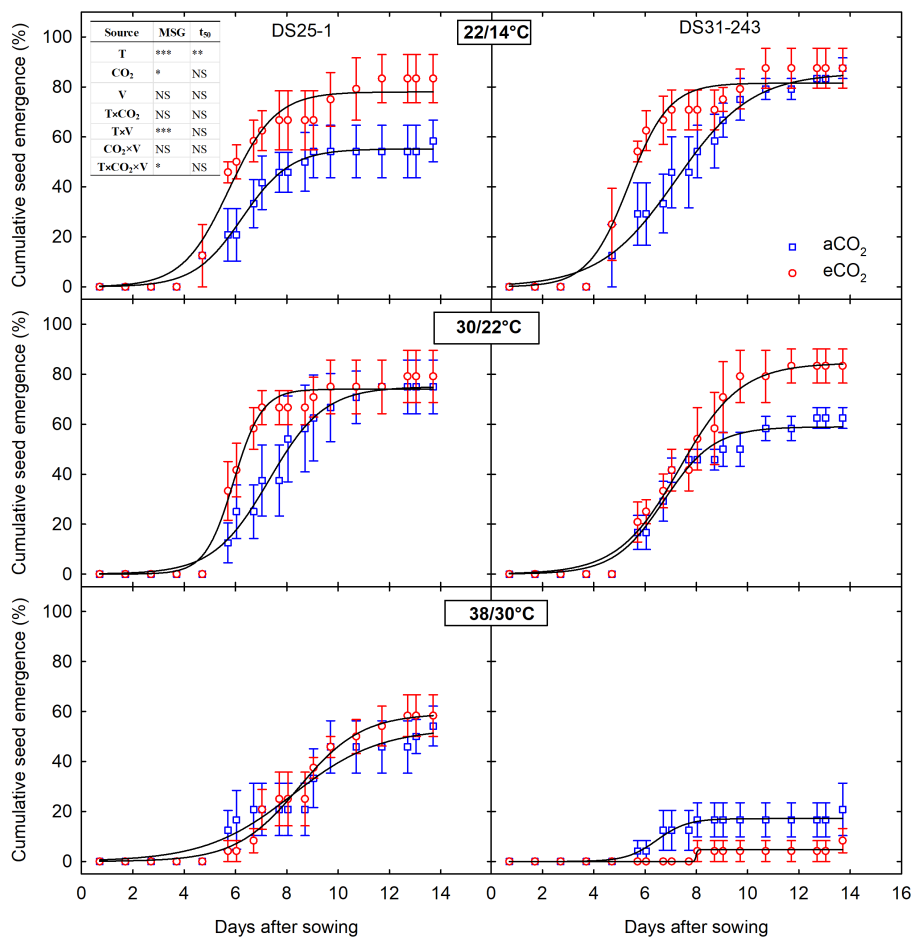 DS25-1
22/14°C
DS31-243
Source MSG t50
T *** **
CO2 * NS
V NS NS
T×CO2 NS NS
T×V *** NS
CO2×V NS NS
T×CO2×V * NS
100
80
60
40
20
0
Cumulative seed emergence (%)
aCO2
eCO2
30/22°C
100
80
60
40
20
0
Cumulative seed emergence (%)
38/30°C
100
80
60
40
20
0
Cumulative seed emergence (%)
0 2 4 6 8 10 12 14 0 2 4 6 8 10 12 14 16
Days after sowing Days after sowing